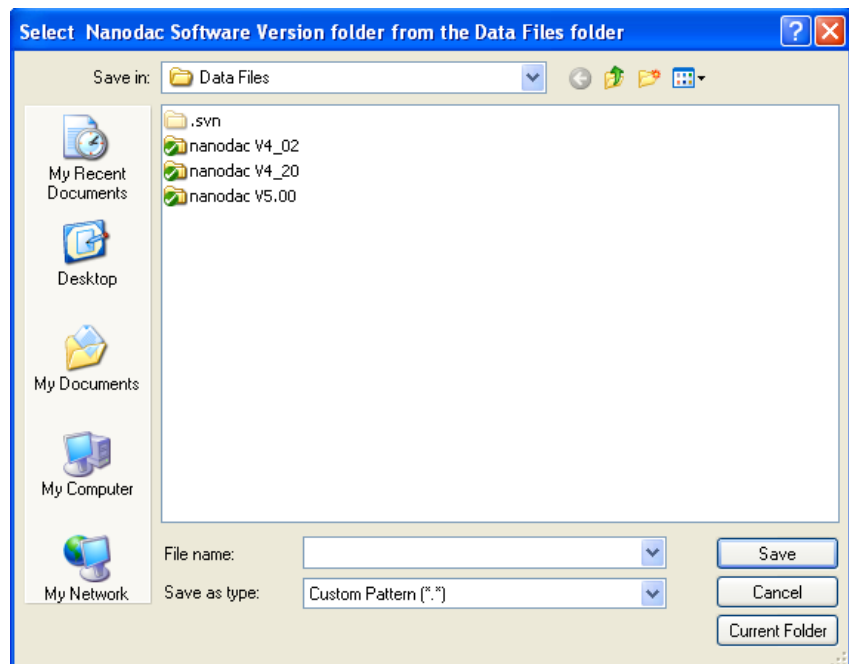 Select Nanodac Software Version folder from the Data Files folder
Save in:
Data Files
.svn
nanodac V4_02
nanodac V4_20
nanodac V5.00
My Recent
Documents
Desktop
My Documents
My Computer
My Network
File name:
Save
Save as type:
Custom Pattern (*.*)
Cancel
Current Folder